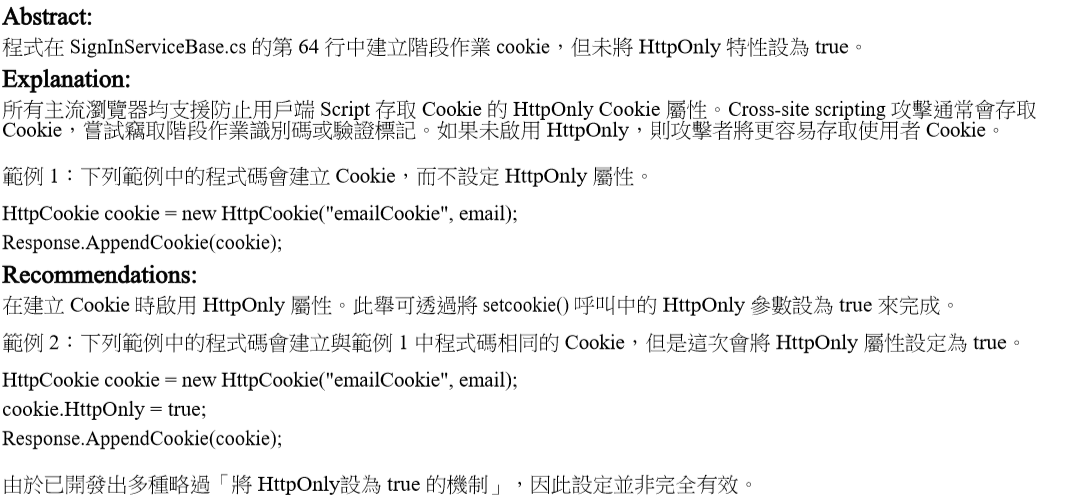 Abstract:
程式在 SignInServiceBase.cs 的第 64 行中建立階段作業 cookie，但未將 HttpOnly 特性設為 true。
Explanation:
所有主流瀏覽器均支援防止用戶端 Script 存取 Cookie 的 HttpOnly Cookie 屬性。Cross-site scripting 攻擊通常會存取
Cookie，嘗試竊取階段作業識別碼或驗證標記。如果未啟用 HttpOnly，則攻擊者將更容易存取使用者 Cookie。
範例 1：下列範例中的程式碼會建立 Cookie，而不設定 HttpOnly 屬性。
HttpCookie cookie = new HttpCookie("emailCookie", email);
Response.AppendCookie(cookie);
Recommendations:
在建立 Cookie 時啟用 HttpOnly 屬性。此舉可透過將 setcookie() 呼叫中的 HttpOnly 參數設為 true 來完成。
範例 2：下列範例中的程式碼會建立與範例 1 中程式碼相同的 Cookie，但是這次會將 HttpOnly 屬性設定為 true。
HttpCookie cookie = new HttpCookie("emailCookie", email);
cookie.HttpOnly = true;
Response.AppendCookie(cookie);
由於已開發出多種略過「將 HttpOnly設為 true 的機制」，因此設定並非完全有效。